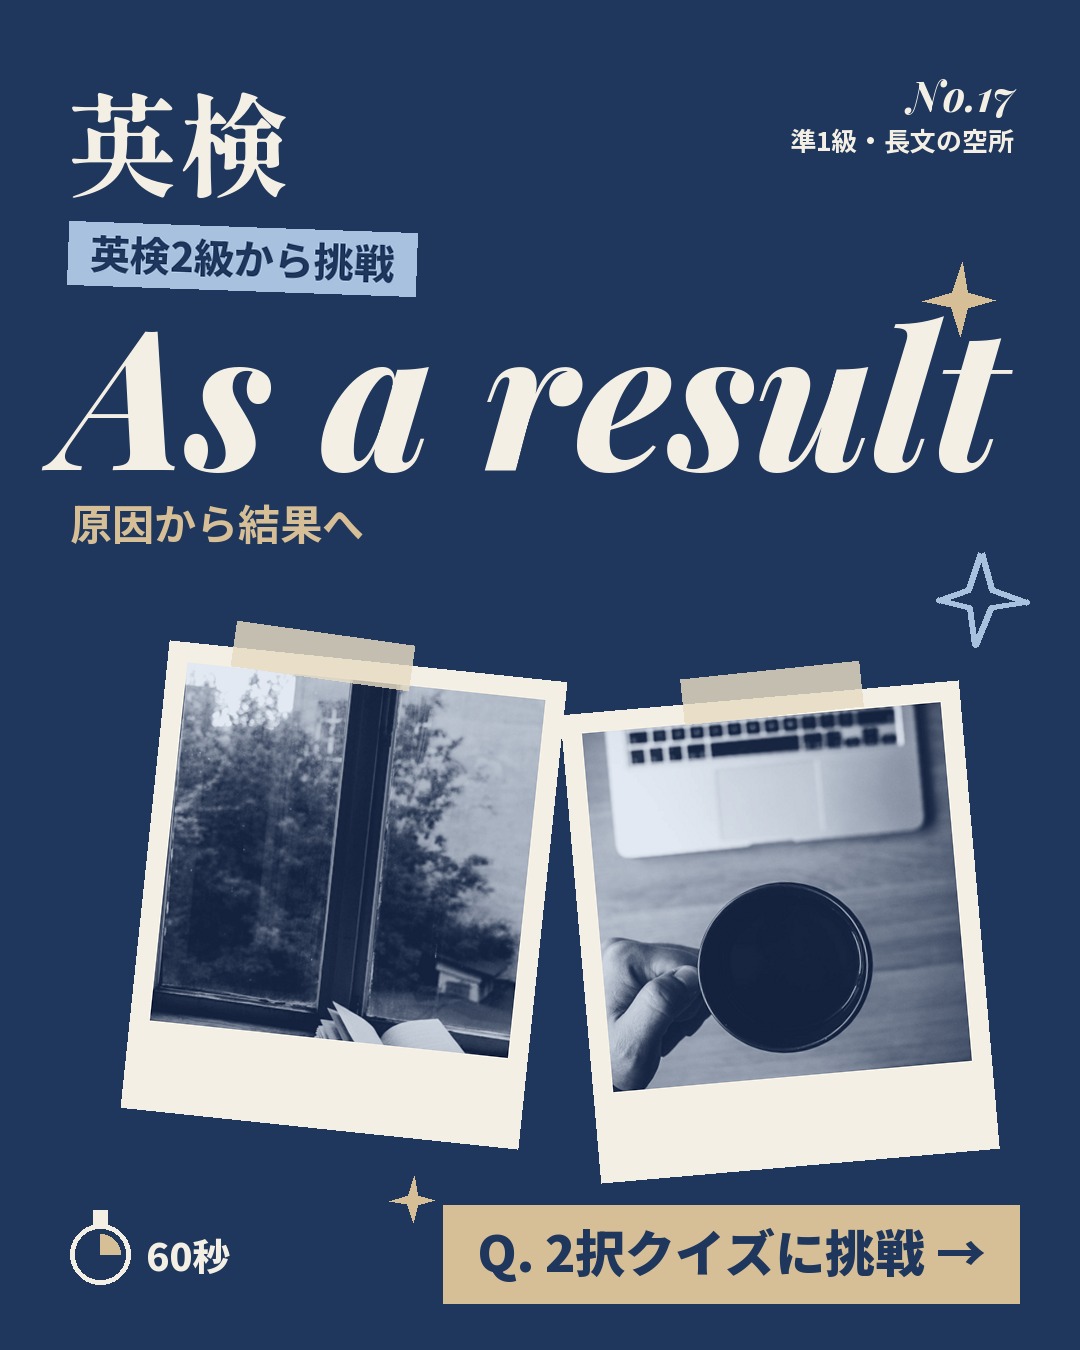 英検
No.17
準1級・長文の空所
英検2級から挑戦
As a result
原因から結果へ
60秒
Q. 2択クイズに挑戦 →